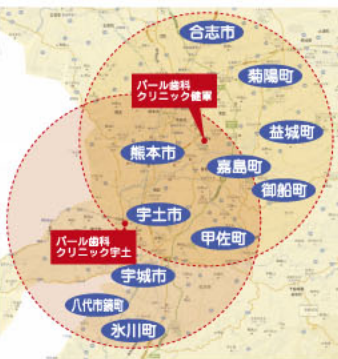 合志市
菊陽町
パール歯科
クリニック健軍
益城町
熊本市
嘉島町
御船町
宇土市
甲佐町
パール歯科
クリニック宇土
宇城市
八代市鏡町
氷川町